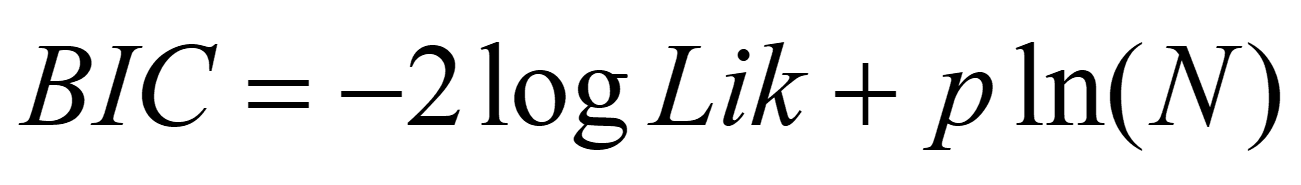 BIC = −2 log Lik + p ln(N)